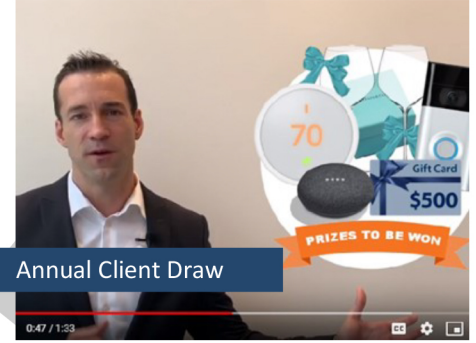 70
Gift Card
$500
PRIZES TO BE WON
Annual Client Draw
0:47 / 1:33
CC